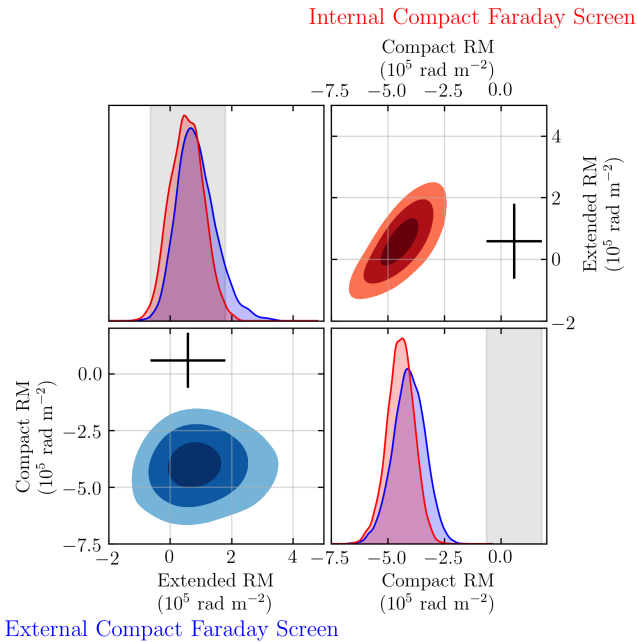 Internal Compact Faraday Screen
Compact RM
(10⁵ rad m⁻²)
−7.5 −5.0 −2.5 0.0
4
2
0
−2
Extended RM
(10⁵ rad m⁻²)
Compact RM
(10⁵ rad m⁻²)
0.0
−2.5
−5.0
−7.5
−2 0 2 4 −7.5 −5.0 −2.5 0.0
Extended RM Compact RM
(10⁵ rad m⁻²) (10⁵ rad m⁻²)
External Compact Faraday Screen